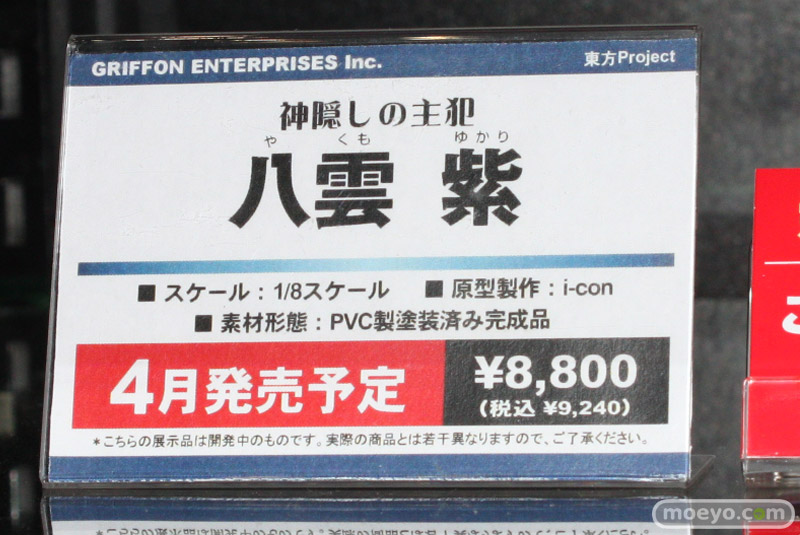 GRIFFON ENTERPRISES Inc.
東方Project
神隠しの主犯
や くも ゆかり
八雲 紫
■ スケール：1/8スケール ■ 原型製作：i-con
■ 素材形態：PVC製塗装済み完成品
4月発売予定
¥8,800
(税込 ¥9,240)
＊こちらの展示品は開発中のものです。実際の商品とは若干異なりますので、ご了承ください。
moeyo.com